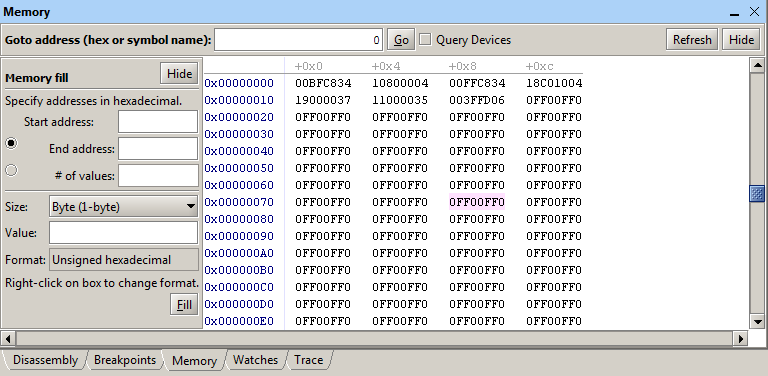 Memory
Goto address (hex or symbol name): 0 Go Query Devices Refresh Hide
Memory fill Hide
Specify addresses in hexadecimal.
Start address:
End address:
# of values:
Size: Byte (1-byte)
Value:
Format: Unsigned hexadecimal
Right-click on box to change format.
Fill
+0x0 +0x4 +0x8 +0xc
0x00000000 00BFC834 10800004 00FFC834 18C01004
0x00000010 19000037 11000035 003FFD06 0FF00FF0
0x00000020 0FF00FF0 0FF00FF0 0FF00FF0 0FF00FF0
0x00000030 0FF00FF0 0FF00FF0 0FF00FF0 0FF00FF0
0x00000040 0FF00FF0 0FF00FF0 0FF00FF0 0FF00FF0
0x00000050 0FF00FF0 0FF00FF0 0FF00FF0 0FF00FF0
0x00000060 0FF00FF0 0FF00FF0 0FF00FF0 0FF00FF0
0x00000070 0FF00FF0 0FF00FF0 0FF00FF0 0FF00FF0
0x00000080 0FF00FF0 0FF00FF0 0FF00FF0 0FF00FF0
0x00000090 0FF00FF0 0FF00FF0 0FF00FF0 0FF00FF0
0x000000A0 0FF00FF0 0FF00FF0 0FF00FF0 0FF00FF0
0x000000B0 0FF00FF0 0FF00FF0 0FF00FF0 0FF00FF0
0x000000C0 0FF00FF0 0FF00FF0 0FF00FF0 0FF00FF0
0x000000D0 0FF00FF0 0FF00FF0 0FF00FF0 0FF00FF0
0x000000E0 0FF00FF0 0FF00FF0 0FF00FF0 0FF00FF0
Disassembly Breakpoints Memory Watches Trace